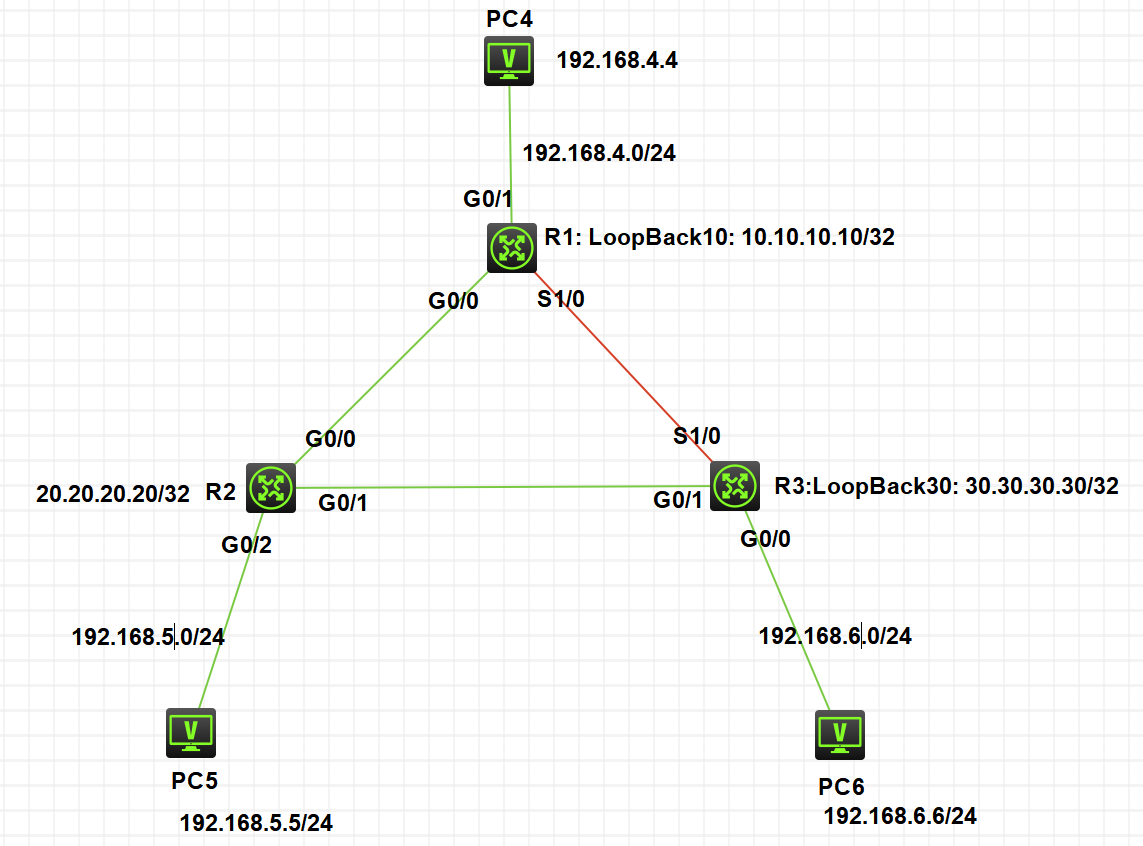 PC4
V
192.168.4.4
192.168.4.0/24
G0/1
R1: LoopBack10: 10.10.10.10/32
G0/0
S1/0
G0/0
S1/0
20.20.20.20/32
R2
G0/1
G0/1
R3:LoopBack30: 30.30.30.30/32
G0/2
G0/0
192.168.5.0/24
192.168.6.0/24
V
V
PC5
PC6
192.168.5.5/24
192.168.6.6/24